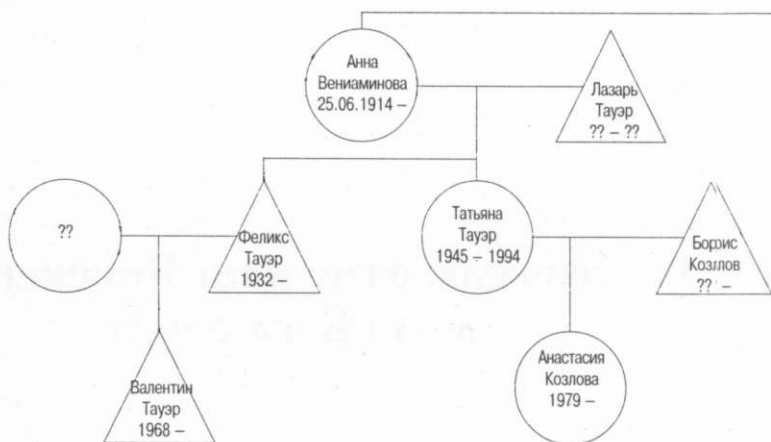 Анна
Вениаминова
25.06.1914 –
Лазарь
Тауэр
?? – ??
??
Феликс
Тауэр
1932 –
Татьяна
Тауэр
1945 – 1994
Борис
Козлов
?? –
Валентин
Тауэр
1968 –
Анастасия
Козлова
1979 –